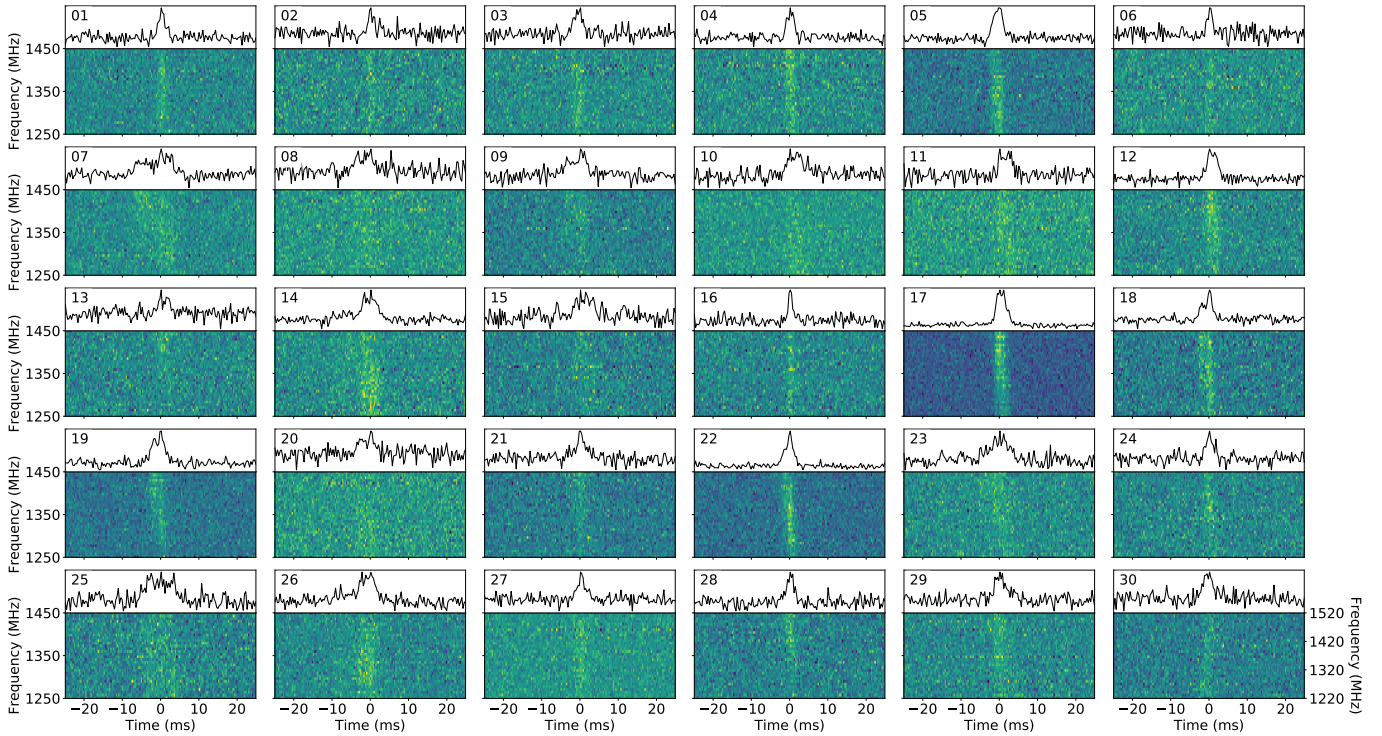 01 02 03 04 05 06
Frequency (MHz) 1450 1350 1250
07 08 09 10 11 12
Frequency (MHz) 1450 1350 1250
13 14 15 16 17 18
Frequency (MHz) 1450 1350 1250
19 20 21 22 23 24
Frequency (MHz) 1450 1350 1250
25 26 27 28 29 30
Frequency (MHz) 1450 1350 1250
1520 1420 1320 1220 Frequency (MHz)
−20 −10 0 10 20 −20 −10 0 10 20 −20 −10 0 10 20 −20 −10 0 10 20 −20 −10 0 10 20 −20 −10 0 10 20
Time (ms) Time (ms) Time (ms) Time (ms) Time (ms) Time (ms)